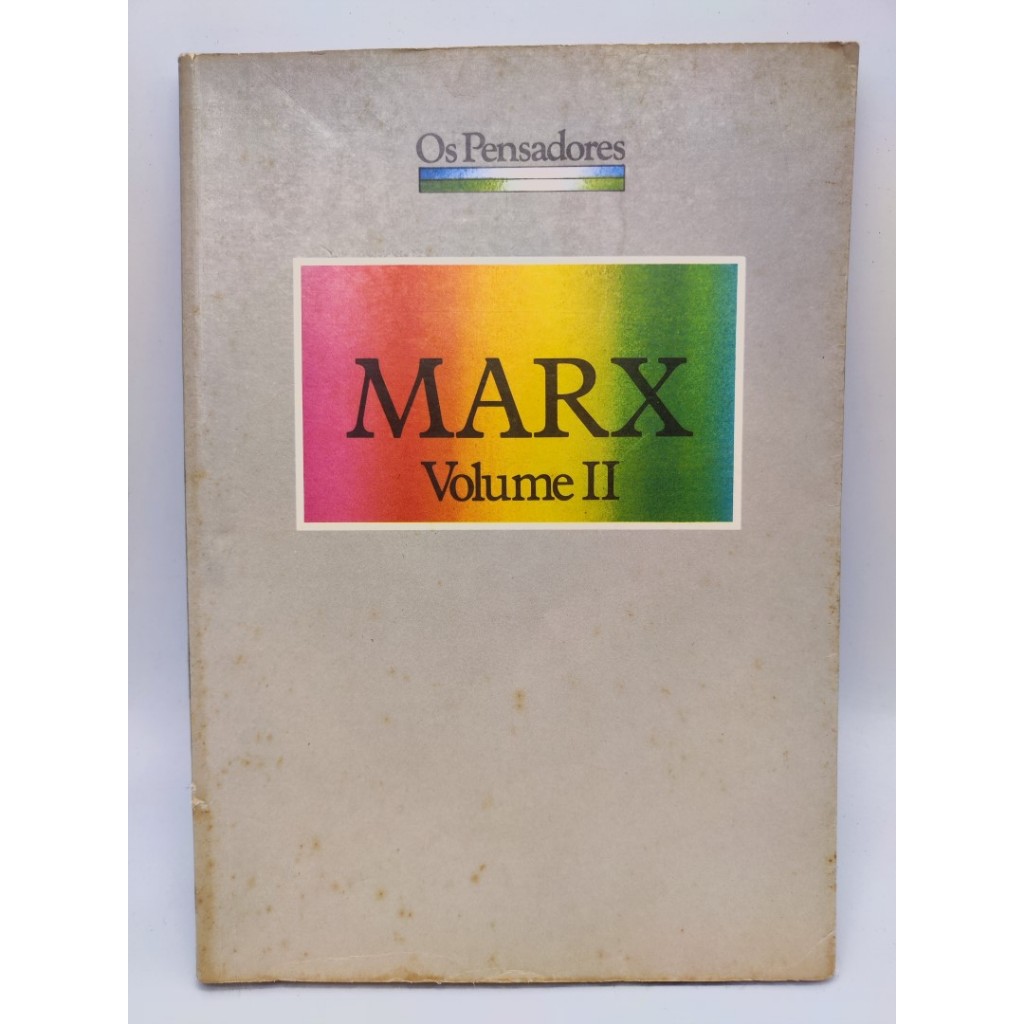 Os Pensadores
MARX
Volume II